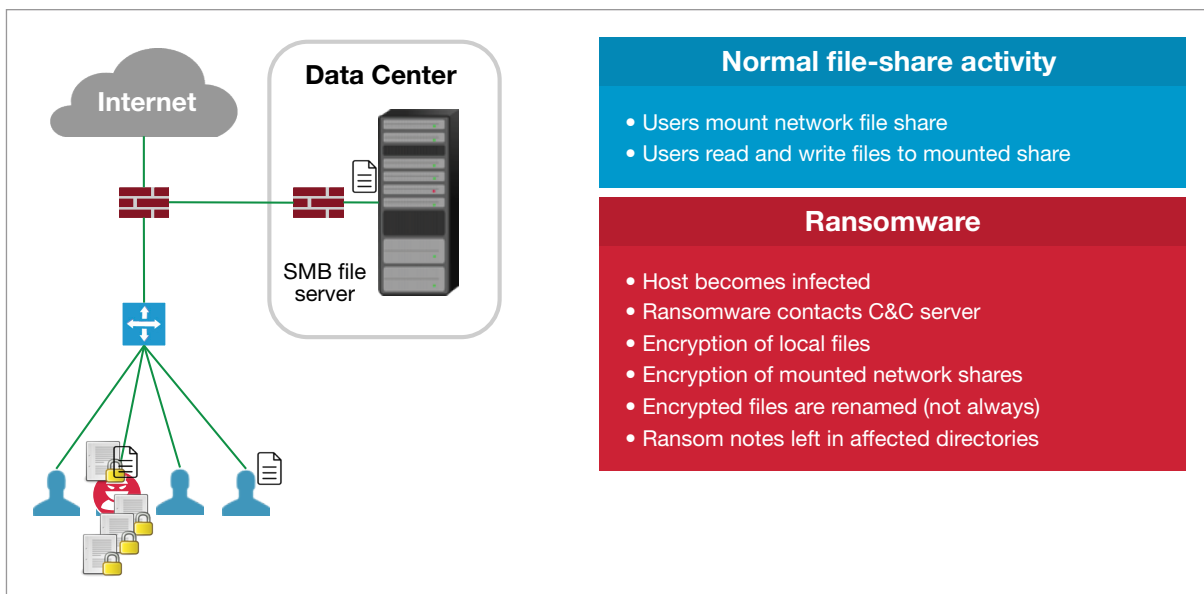 Internet
Data Center
SMB file
server
Normal file-share activity
• Users mount network file share
• Users read and write files to mounted share
Ransomware
• Host becomes infected
• Ransomware contacts C&C server
• Encryption of local files
• Encryption of mounted network shares
• Encrypted files are renamed (not always)
• Ransom notes left in affected directories